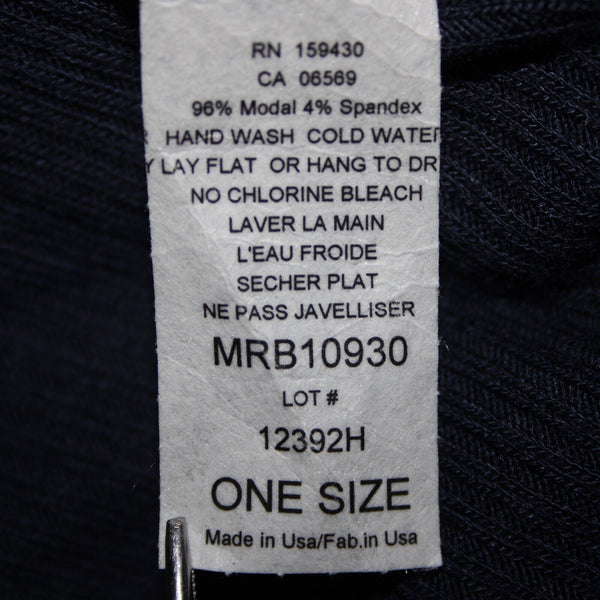 RN 159430
CA 06569
96% Modal 4% Spandex
HAND WASH COLD WATER
LAY FLAT OR HANG TO DR
NO CHLORINE BLEACH
LAVER LA MAIN
L'EAU FROIDE
SECHER PLAT
NE PASS JAVELLISER
MRB10930
LOT #
12392H
ONE SIZE
Made in Usa/Fab.in Usa